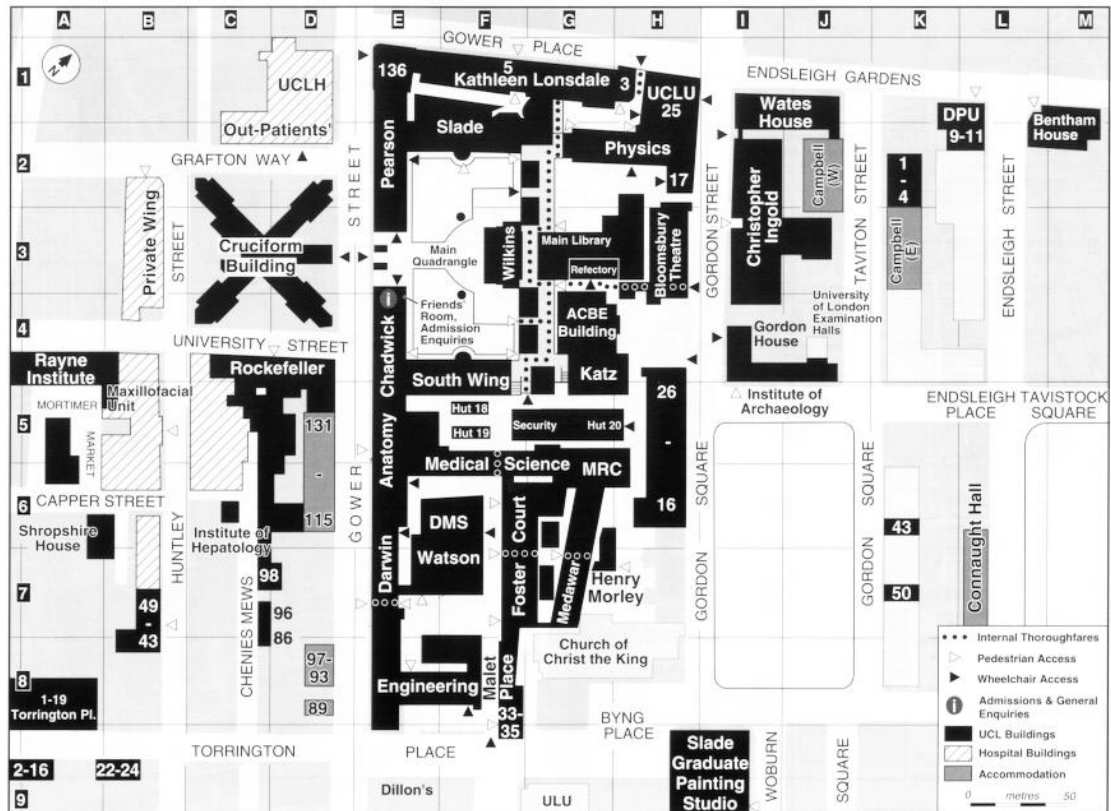 A B C D E F G H I J K L M
1
2
3
4
5
6
7
8
9
N
GOWER PLACE
ENDSLEIGH GARDENS
136
5
Kathleen Lonsdale
3
UCLH
Out-Patients'
UCLU
25
Wates
House
DPU
9-11
Bentham
House
Slade
Pearson
Physics
17
GRAFTON WAY
STREET
Campbell
(W)
1
-
4
Private Wing
STREET
Cruciform
Building
Main
Quadrangle
Wilkins
Main Library
Refectory
Bloomsbury
Theatre
GORDON STREET
Christopher
Ingold
TAVITON STREET
Campbell
(E)
ENDSLEIGH STREET
i
Friends'
Room,
Admission
Enquiries
ACBE
Building
University
of London
Examination
Halls
Gordon
House
UNIVERSITY STREET
Rayne
Institute
Maxillofacial
Unit
Rockefeller
Chadwick
South Wing
Katz
26
-
16
Institute of
Archaeology
ENDSLEIGH
PLACE
TAVISTOCK
SQUARE
MORTIMER
MARKET
131
-
115
Anatomy
Hut 18
Hut 19
Security
Hut 20
Medical
Science
MRC
CAPPER STREET
Shropshire
House
HUNTLEY
Institute of
Hepatology
GOWER
DMS
Watson
Foster Court
Medawar
Henry
Morley
GORDON SQUARE
GORDON SQUARE
43
50
Connaught Hall
CHENIES MEWS
98
96
86
Darwin
49
-
43
97-
93
89
Church of
Christ the King
1-19
Torrington Pl.
Engineering
Malet
Place
33-
35
BYNG
PLACE
TORRINGTON
PLACE
2-16
22-24
Dillon's
ULU
Slade
Graduate
Painting
Studio
WOBURN
SQUARE
Internal Thoroughfares
Pedestrian Access
Wheelchair Access
i
Admissions & General
Enquiries
UCL Buildings
Hospital Buildings
Accommodation
0 metres 50